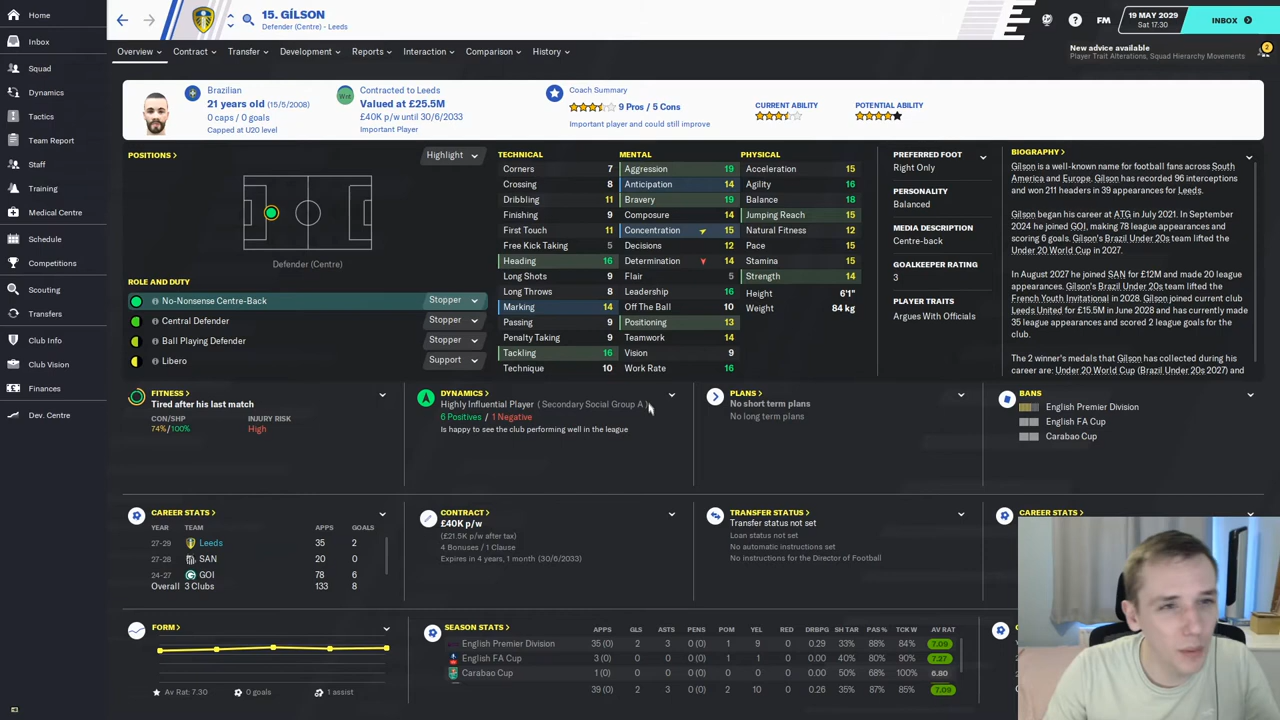 Home
Inbox
Squad
Dynamics
Tactics
Team Report
Staff
Training
Medical Centre
Schedule
Competitions
Scouting
Transfers
Club Info
Club Vision
Finances
Dev. Centre
15. GÍLSON
Defender (Centre) - Leeds
FM
19 MAY 2029
Sat 17:30
INBOX
Overview Contract Transfer Development Reports Interaction Comparison History
New advice available
Player Trait Alterations, Squad Hierarchy Movements
2
Brazilian
21 years old (15/5/2008)
0 caps / 0 goals
Capped at U20 level
Wnt
Contracted to Leeds
Valued at £25.5M
£40K p/w until 30/6/2033
Important Player
Coach Summary
9 Pros / 5 Cons
Important player and could still improve
CURRENT ABILITY
POTENTIAL ABILITY
POSITIONS
Highlight
Defender (Centre)
ROLE AND DUTY
No-Nonsense Centre-Back Stopper
Central Defender Stopper
Ball Playing Defender Stopper
Libero Support
TECHNICAL
Corners 7
Crossing 8
Dribbling 11
Finishing 9
First Touch 11
Free Kick Taking 5
Heading 16
Long Shots 9
Long Throws 8
Marking 14
Passing 9
Penalty Taking 9
Tackling 16
Technique 10
MENTAL
Aggression 19
Anticipation 14
Bravery 19
Composure 14
Concentration 15
Decisions 12
Determination 14
Flair 5
Leadership 16
Off The Ball 10
Positioning 13
Teamwork 14
Vision 9
Work Rate 16
PHYSICAL
Acceleration 15
Agility 16
Balance 18
Jumping Reach 15
Natural Fitness 12
Pace 15
Stamina 15
Strength 14
Height 6'1"
Weight 84 kg
PREFERRED FOOT
Right Only
PERSONALITY
Balanced
MEDIA DESCRIPTION
Centre-back
GOALKEEPER RATING
3
PLAYER TRAITS
Argues With Officials
BIOGRAPHY
Gílson is a well-known name for football fans across South
America and Europe. Gílson has recorded 96 interceptions
and won 211 headers in 39 appearances for Leeds.
Gílson began his career at ATG in July 2021. In September
2024 he joined GOI, making 78 league appearances and
scoring 6 goals. Gílson's Brazil Under 20s team lifted the
Under 20 World Cup in 2027.
In August 2027 he joined SAN for £12M and made 20 league
appearances. Gílson's Brazil Under 20s team lifted the
French Youth Invitational in 2028. Gílson joined current club
Leeds United for £15.5M in June 2028 and has currently made
35 league appearances and scored 2 league goals for the
club.
The 2 winner's medals that Gílson has collected during his
career are: Under 20 World Cup (Brazil Under 20s 2027) and
FITNESS
Tired after his last match
CON/SHP INJURY RISK
74%/100% High
DYNAMICS
Highly Influential Player ( Secondary Social Group A )
6 Positives / 1 Negative
Is happy to see the club performing well in the league
PLANS
No short term plans
No long term plans
BANS
English Premier Division
English FA Cup
Carabao Cup
CAREER STATS
YEAR TEAM APPS GOALS
27-29 Leeds 35 2
27-28 SAN 20 0
24-27 GOI 78 6
Overall 3 Clubs 133 8
CONTRACT
£40K p/w
(£21.5K p/w after tax)
4 Bonuses / 1 Clause
Expires in 4 years, 1 month (30/6/2033)
TRANSFER STATUS
Transfer status not set
Loan status not set
No automatic instructions set
No instructions for the Director of Football
CAREER STATS
FORM
Av Rat: 7.30 0 goals 1 assist
SEASON STATS APPS GLS ASTS PENS POM YEL RED DRBPG SH TAR PAS% TCK W AV RAT
English Premier Division 35 (0) 2 3 0 (0) 1 9 0 0.29 33% 88% 84% 7.09
English FA Cup 3 (0) 0 0 0 (0) 1 1 0 0.00 40% 80% 90% 7.27
Carabao Cup 1 (0) 0 0 0 (0) 0 0 0 0.00 50% 68% 100% 6.80
39 (0) 2 3 0 (0) 2 10 0 0.26 35% 87% 85% 7.09